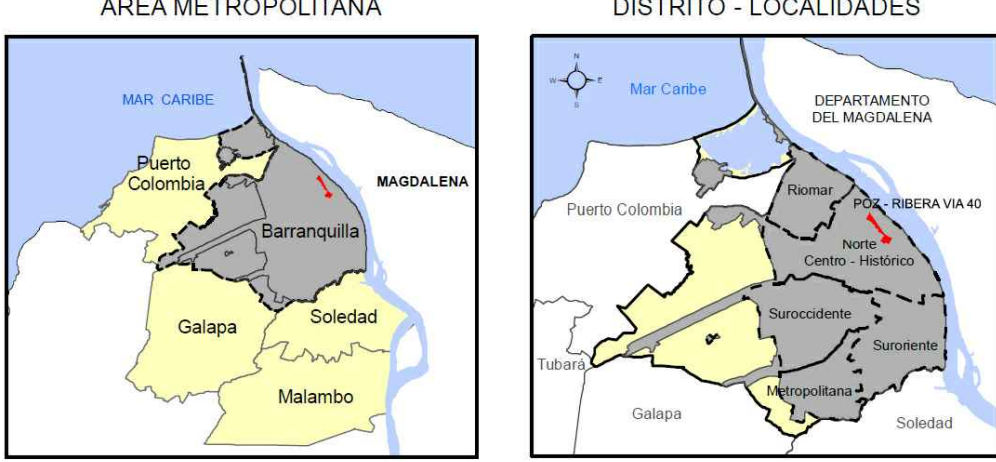 ÁREA METROPOLITANA
MAR CARIBE
Puerto
Colombia
MAGDALENA
Barranquilla
Galapa
Soledad
Malambo
DISTRITO - LOCALIDADES
N
W
E
S
Mar Caribe
DEPARTAMENTO
DEL MAGDALENA
Riomar
Puerto Colombia
POZ - RIBERA VIA 40
Norte
Centro - Histórico
Suroccidente
Suroriente
Tubará
Metropolitana
Galapa
Soledad